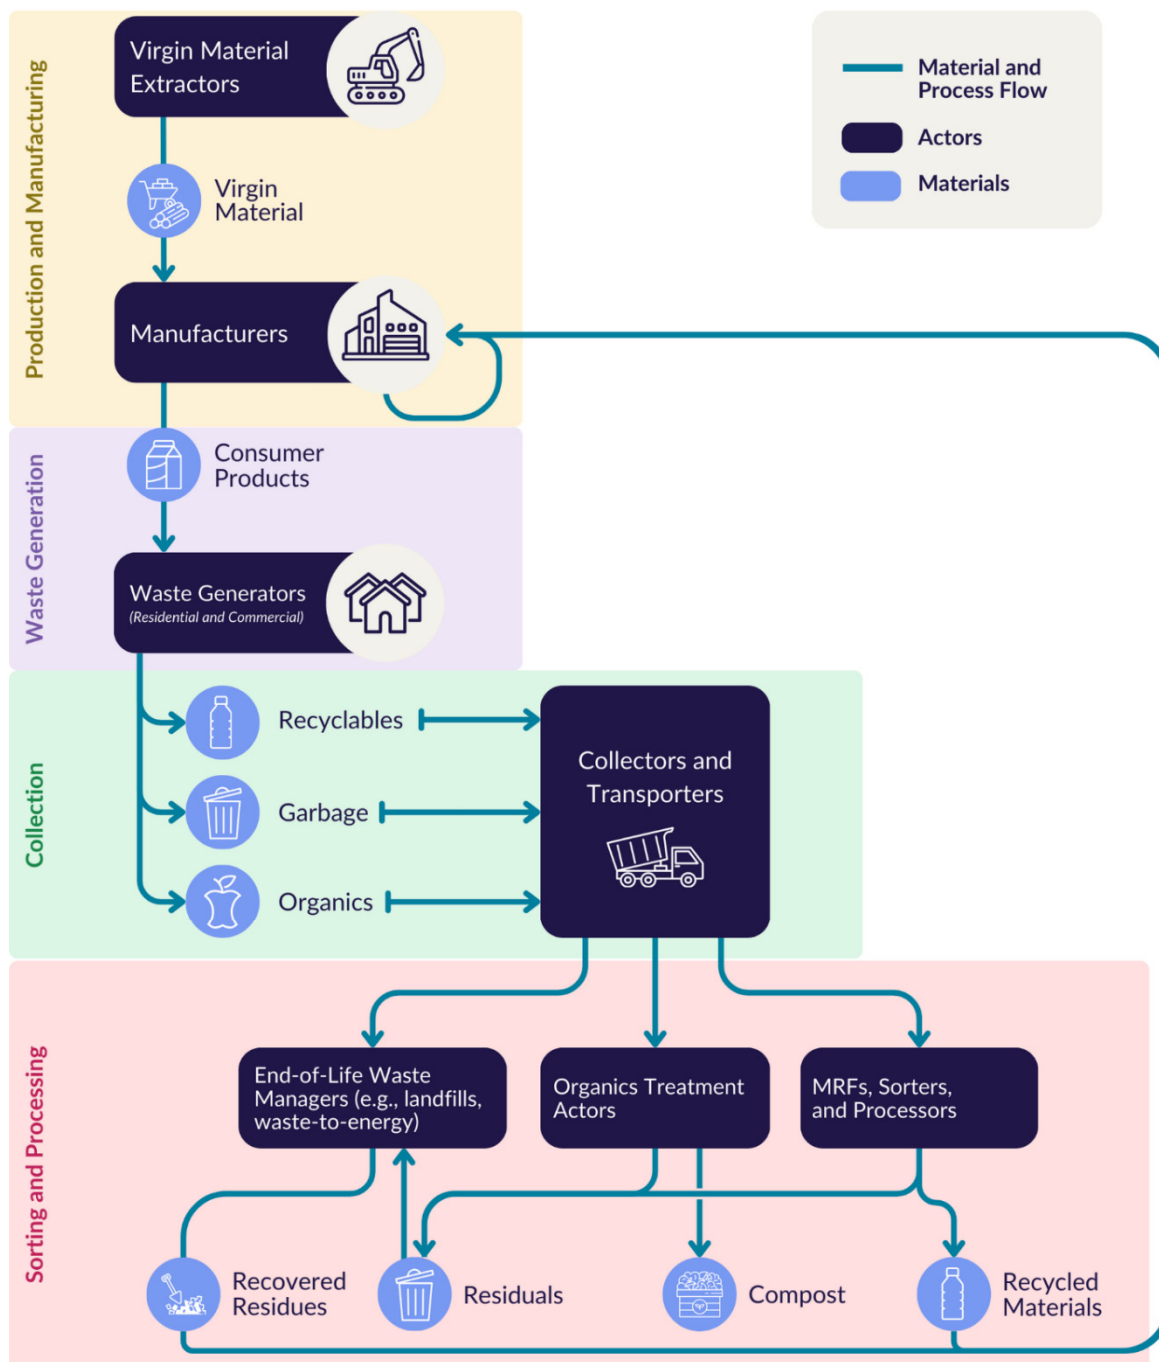 Production and Manufacturing
Virgin Material
Extractors
Virgin
Material
Manufacturers
Material and
Process Flow
Actors
Materials
Waste Generation
Consumer
Products
Waste Generators
(Residential and Commercial)
Collection
Recyclables
Garbage
Organics
Collectors and
Transporters
Sorting and Processing
End-of-Life Waste
Managers (e.g., landfills,
waste-to-energy)
Organics Treatment
Actors
MRFs, Sorters,
and Processors
Recovered
Residues
Residuals
Compost
Recycled
Materials